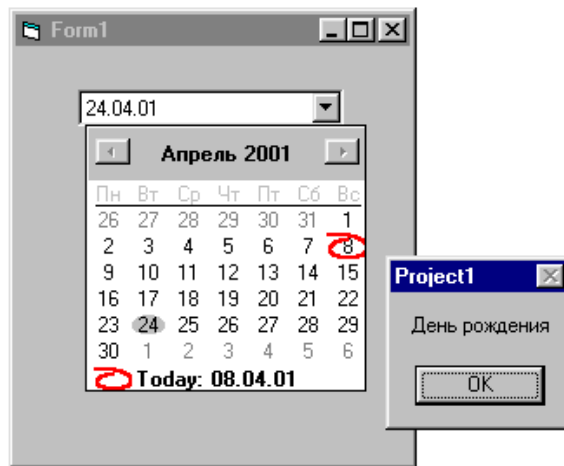 Form1
24.04.01
Апрель 2001
Пн Вт Ср Чт Пт Сб Вс
26 27 28 29 30 31 1
2 3 4 5 6 7 8
9 10 11 12 13 14 15
16 17 18 19 20 21 22
23 24 25 26 27 28 29
30 1 2 3 4 5 6
Today: 08.04.01
Project1
День рождения
OK